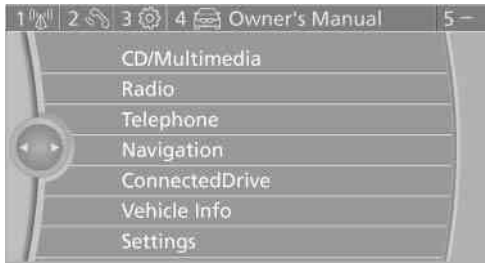 1 2 3 4 Owner's Manual 5 –
CD/Multimedia
Radio
Telephone
Navigation
ConnectedDrive
Vehicle Info
Settings